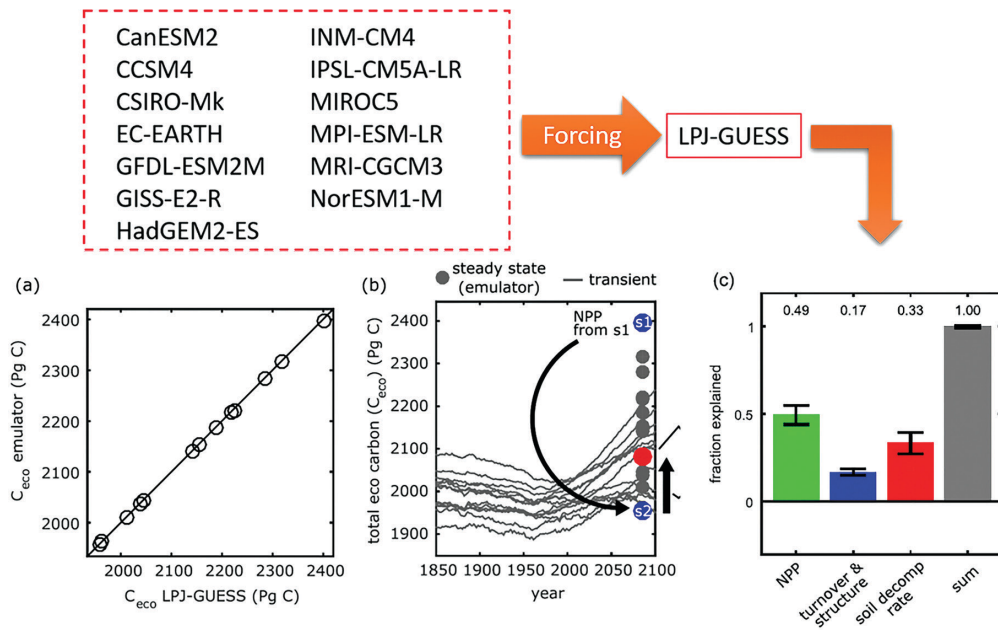 CanESM2
CCSM4
CSIRO-Mk
EC-EARTH
GFDL-ESM2M
GISS-E2-R
HadGEM2-ES
INM-CM4
IPSL-CM5A-LR
MIROC5
MPI-ESM-LR
MRI-CGCM3
NorESM1-M
Forcing
LPJ-GUESS
(a)
2400
2300
2200
2100
2000
C_eco emulator (Pg C)
2000 2100 2200 2300 2400
C_eco LPJ-GUESS (Pg C)
(b)
steady state
(emulator)
transient
NPP
from s1
s1
s2
2400
2300
2200
2100
2000
1900
total eco carbon (C_eco) (Pg C)
1850 1900 1950 2000 2050 2100
year
(c)
0.49 0.17 0.33 1.00
1
0.5
0
fraction explained
NPP
turnover &
structure
soil decomp
rate
sum